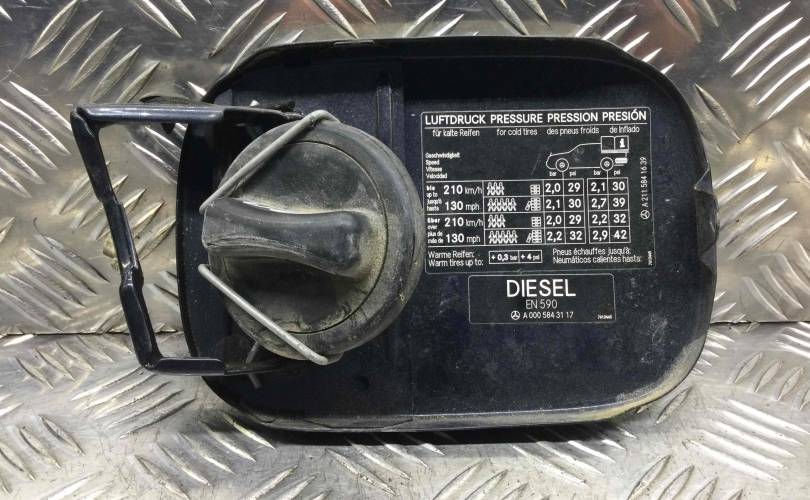 LUFTDRUCK PRESSURE PRESSION PRESIÓN
für kalte Reifen for cold tires des pneus froids de inflado
Geschwindigkeit
Speed
Vitesse
Velocidad
bar psi bar psi
bis
up to
jusqu'à
hasta
210 km/h 2,0 29 2,1 30
130 mph 2,1 30 2,7 39
über
over
plus de
más de
210 km/h 2,0 29 2,2 32
130 mph 2,2 32 2,9 42
Warme Reifen: Pneus échauffes jusqu'à:
Warm tires up to: + 0,3 bar + 4 psi Neumáticos calientes hasta:
A 211 584 16 39
DIESEL
EN 590
A 000 584 31 17